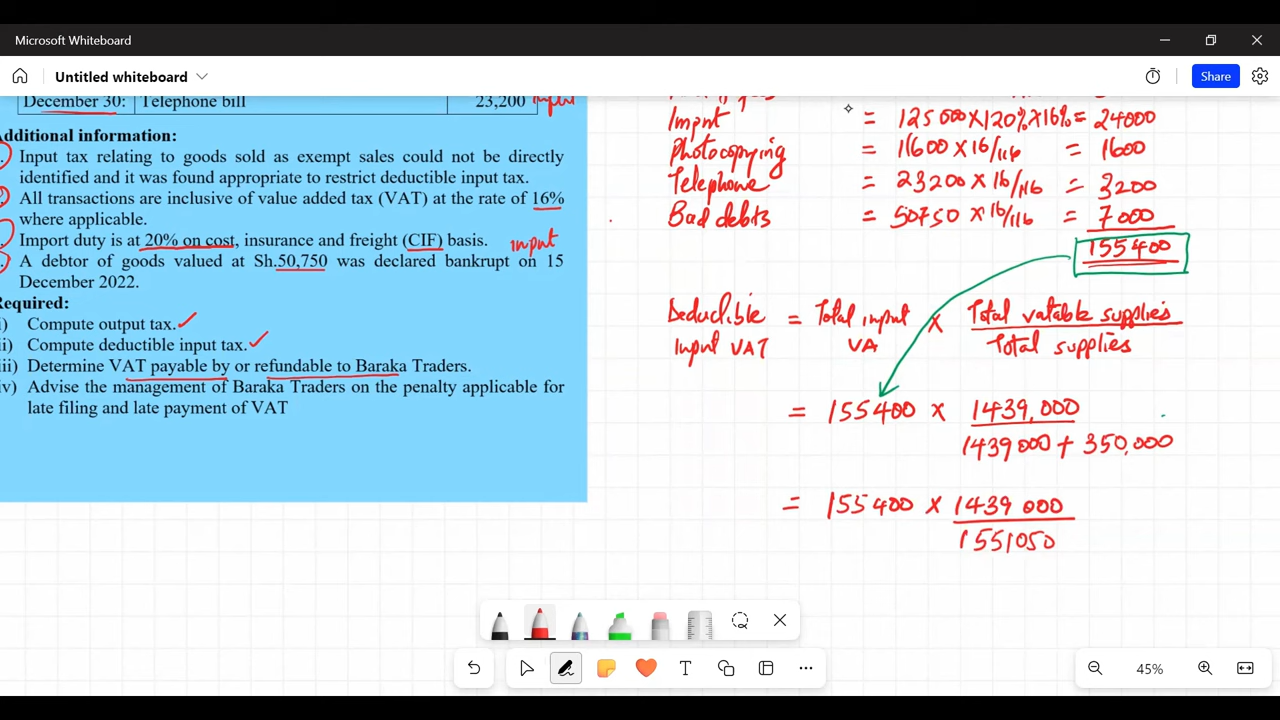 Microsoft Whiteboard
Untitled whiteboard
Share
December 30: Telephone bill 23,200 input
Additional information:
Input tax relating to goods sold as exempt sales could not be directly
identified and it was found appropriate to restrict deductible input tax.
All transactions are inclusive of value added tax (VAT) at the rate of 16%
where applicable.
Import duty is at 20% on cost, insurance and freight (CIF) basis. input
A debtor of goods valued at Sh.50,750 was declared bankrupt on 15
December 2022.
Required:
i) Compute output tax.
ii) Compute deductible input tax.
iii) Determine VAT payable by or refundable to Baraka Traders.
iv) Advise the management of Baraka Traders on the penalty applicable for
late filing and late payment of VAT
= 125000 x 120% x 16% = 24000
Photocopying = 11600 x 16/116 = 1600
Telephone = 23200 x 16/116 = 3200
Bad debts = 50750 x 16/116 = 7000
155400
Deductible input VAT = Total input VA x Total vatable supplies
Total supplies
= 155400 x 1439,000
1439000 + 350,000
= 155400 x 1439 000
1551050
45%